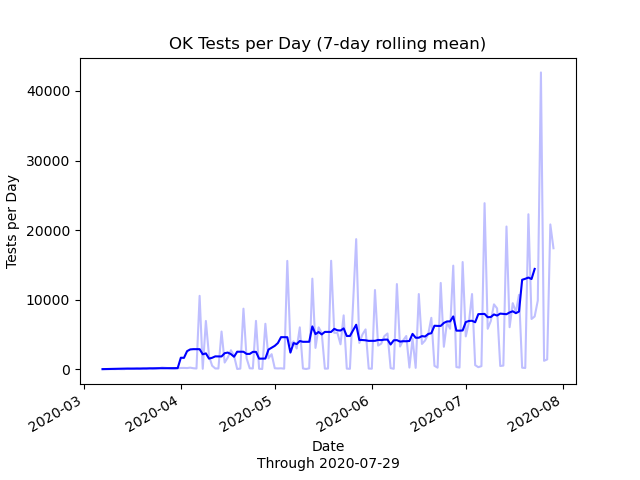 OK Tests per Day (7-day rolling mean)
Tests per Day
40000
30000
20000
10000
0
2020-03
2020-04
2020-05
2020-06
2020-07
2020-08
Date
Through 2020-07-29